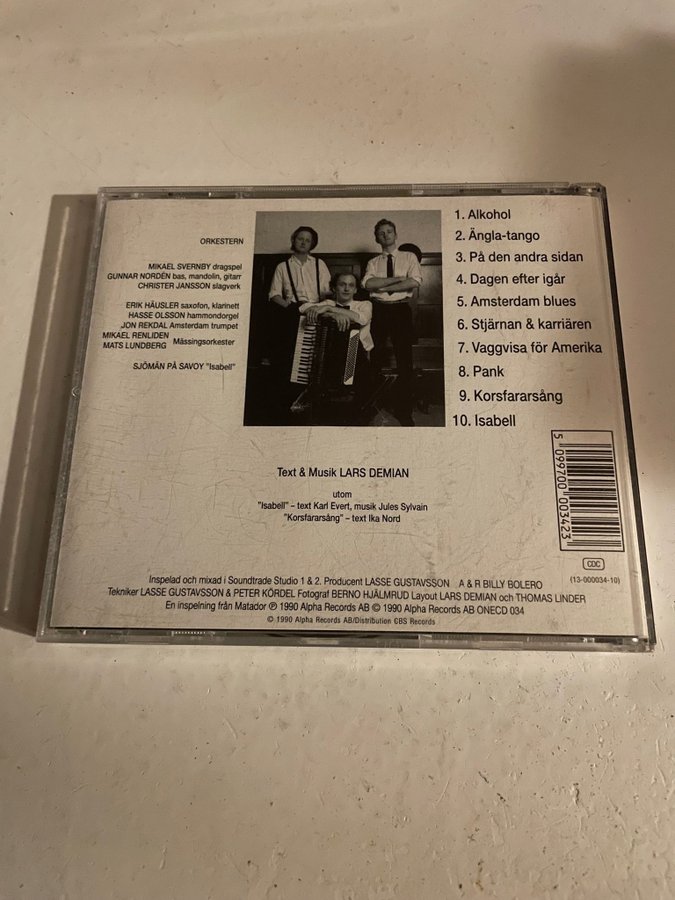 ORKESTERN
MIKAEL SVERNBY dragspel
GUNNAR NORDÉN bas, mandolin, gitarr
CHRISTER JANSSON slagverk
ERIK HÄUSLER saxofon, klarinett
HASSE OLSSON hammondorgel
JON REKDAL Amsterdam trumpet
MIKAEL RENLIDEN
MATS LUNDBERG Mässingsorkester
SJÖMÄN PÅ SAVOY "Isabell"
1. Alkohol
2. Ängla-tango
3. På den andra sidan
4. Dagen efter igår
5. Amsterdam blues
6. Stjärnan & karriären
7. Vaggvisa för Amerika
8. Pank
9. Korsfararsång
10. Isabell
Text & Musik LARS DEMIAN
utom
"Isabell" – text Karl Evert, musik Jules Sylvain
"Korsfararsång" – text Ika Nord
5 099700 003423
CDC
(13-000034-10)
Inspelad och mixad i Soundtrade Studio 1 & 2. Producent LASSE GUSTAVSSON A & R BILLY BOLERO
Tekniker LASSE GUSTAVSSON & PETER KÖRDEL Fotograf BERNO HJÄLMRUD Layout LARS DEMIAN och THOMAS LINDER
En inspelning från Matador ℗ 1990 Alpha Records AB © 1990 Alpha Records AB ONECD 034
© 1990 Alpha Records AB/Distribution CBS Records